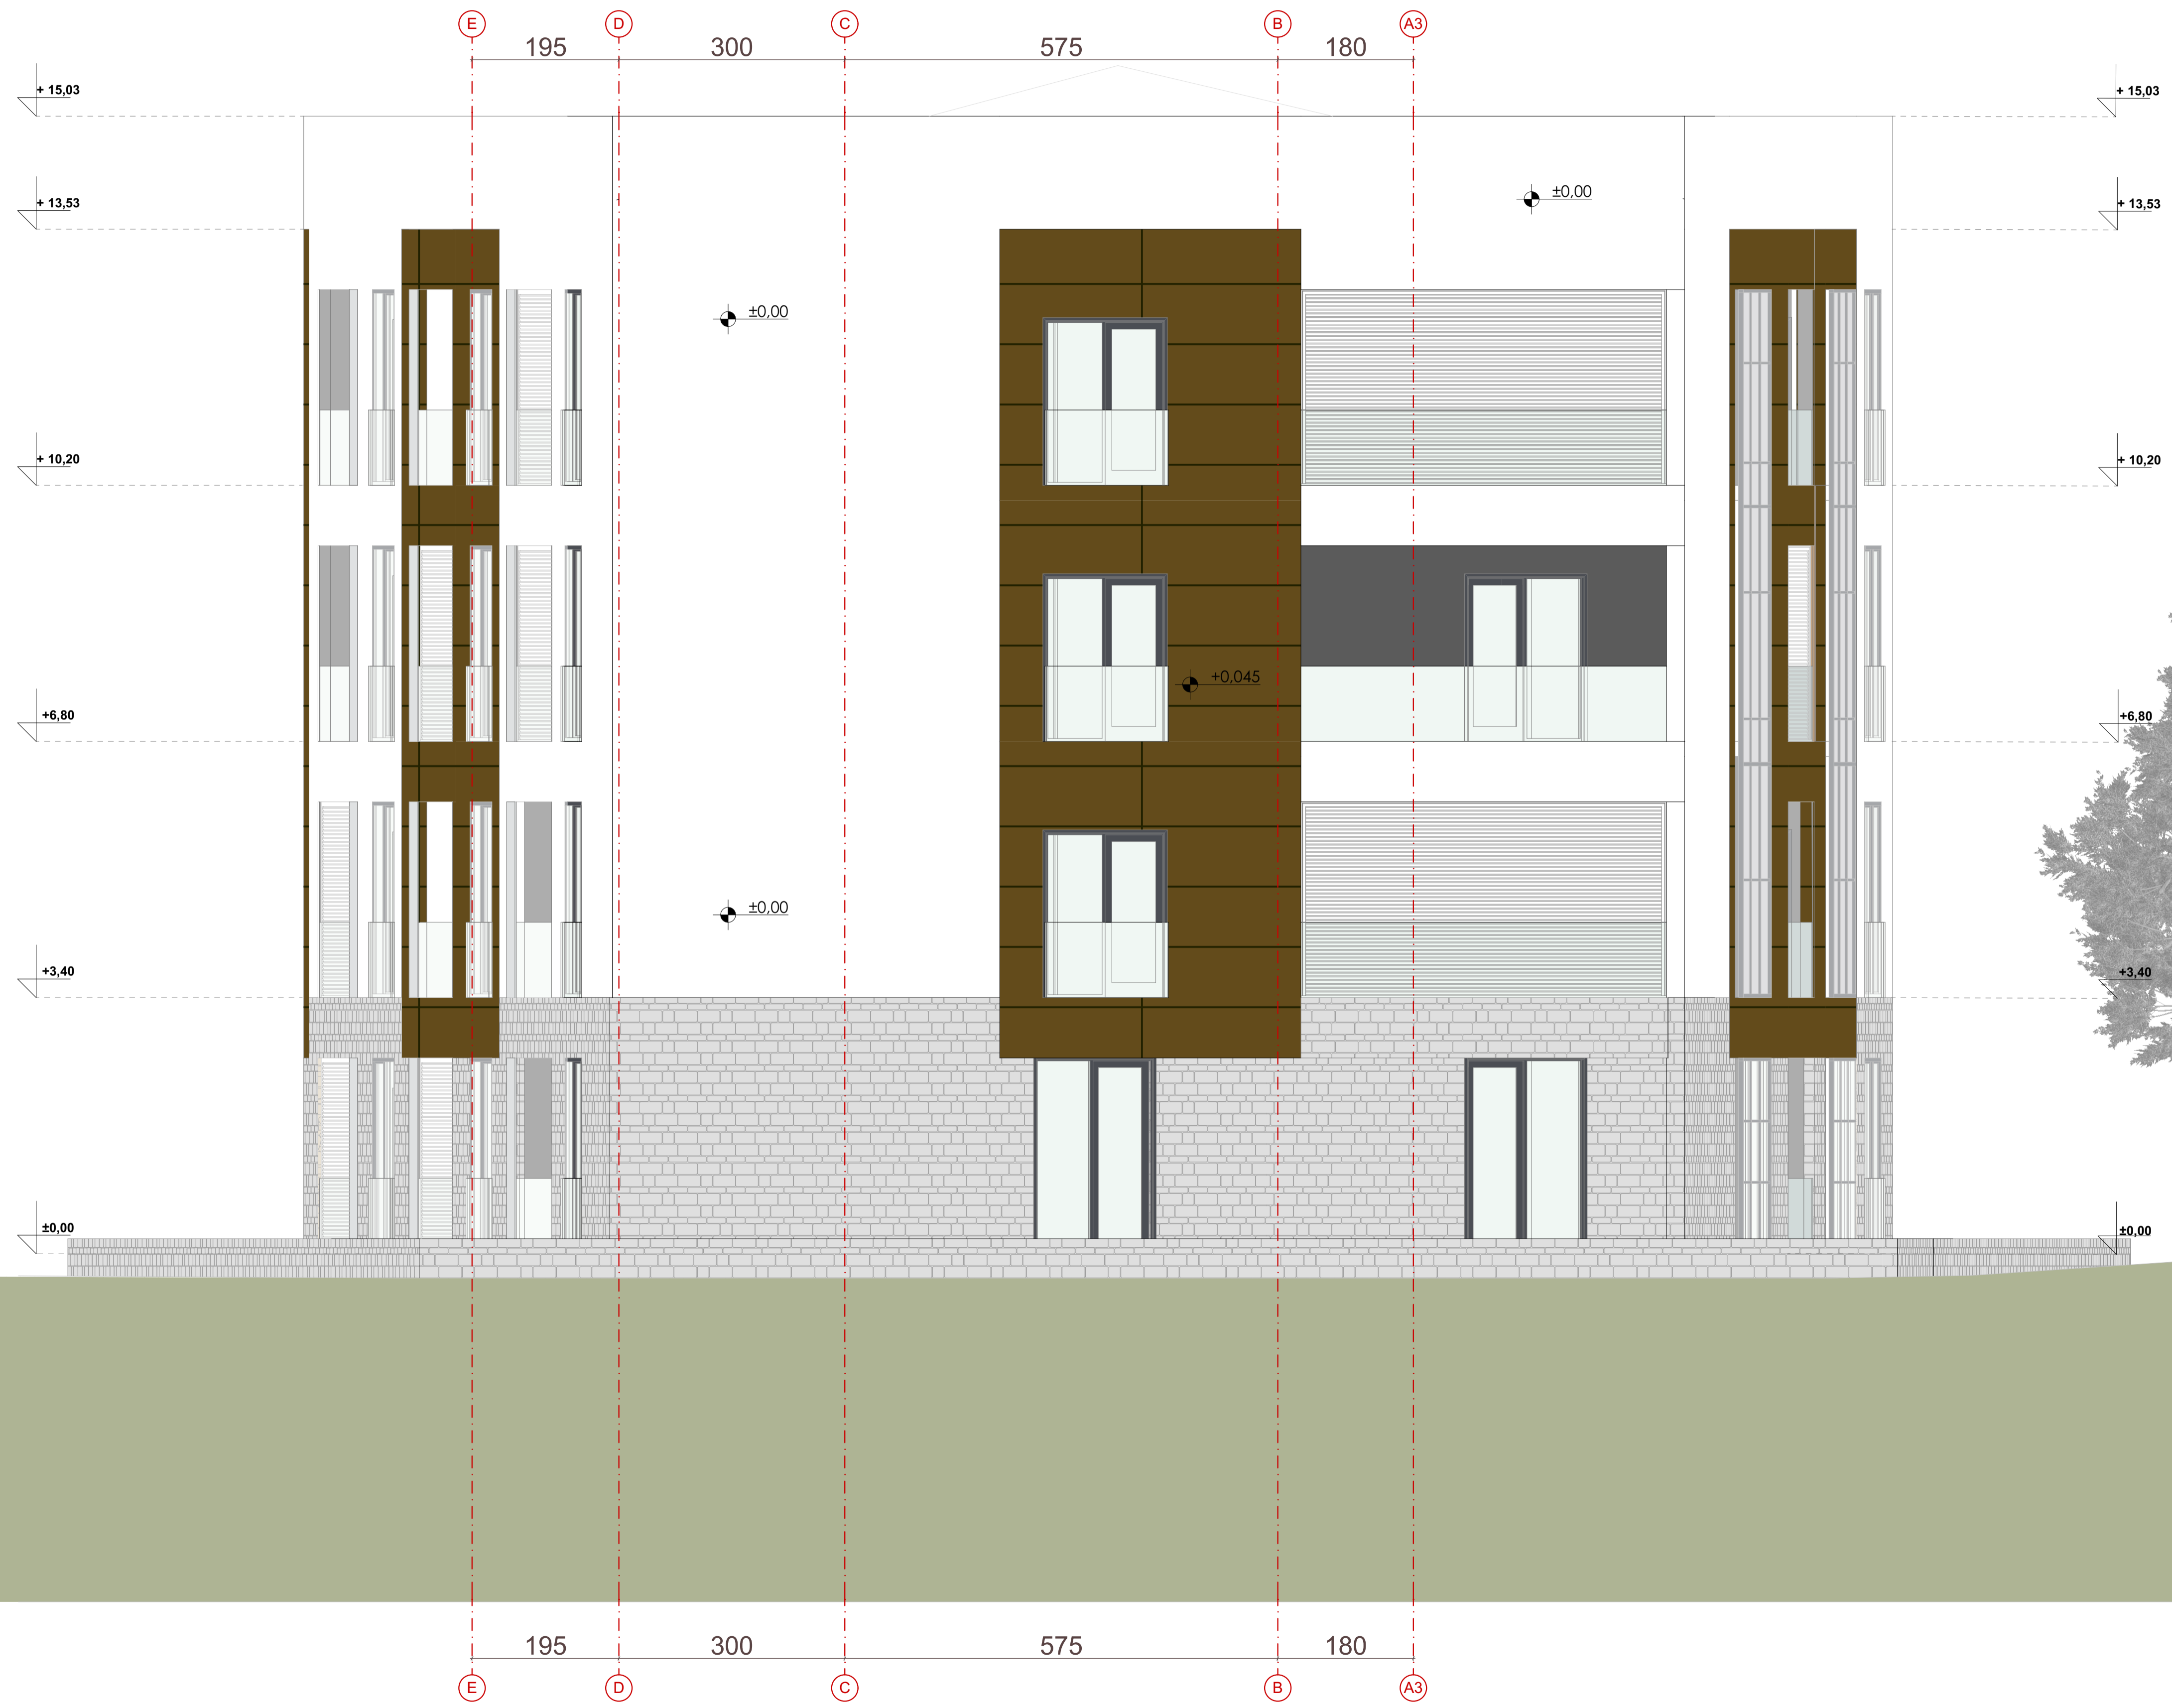 E D C B A3
195 300 575 180
+ 15,03 + 15,03
±0,00
+ 13,53 + 13,53
±0,00
+ 10,20 + 10,20
+0,045
+6,80 +6,80
±0,00
+3,40 +3,40
±0,00 ±0,00
195 300 575 180
E D C B A3